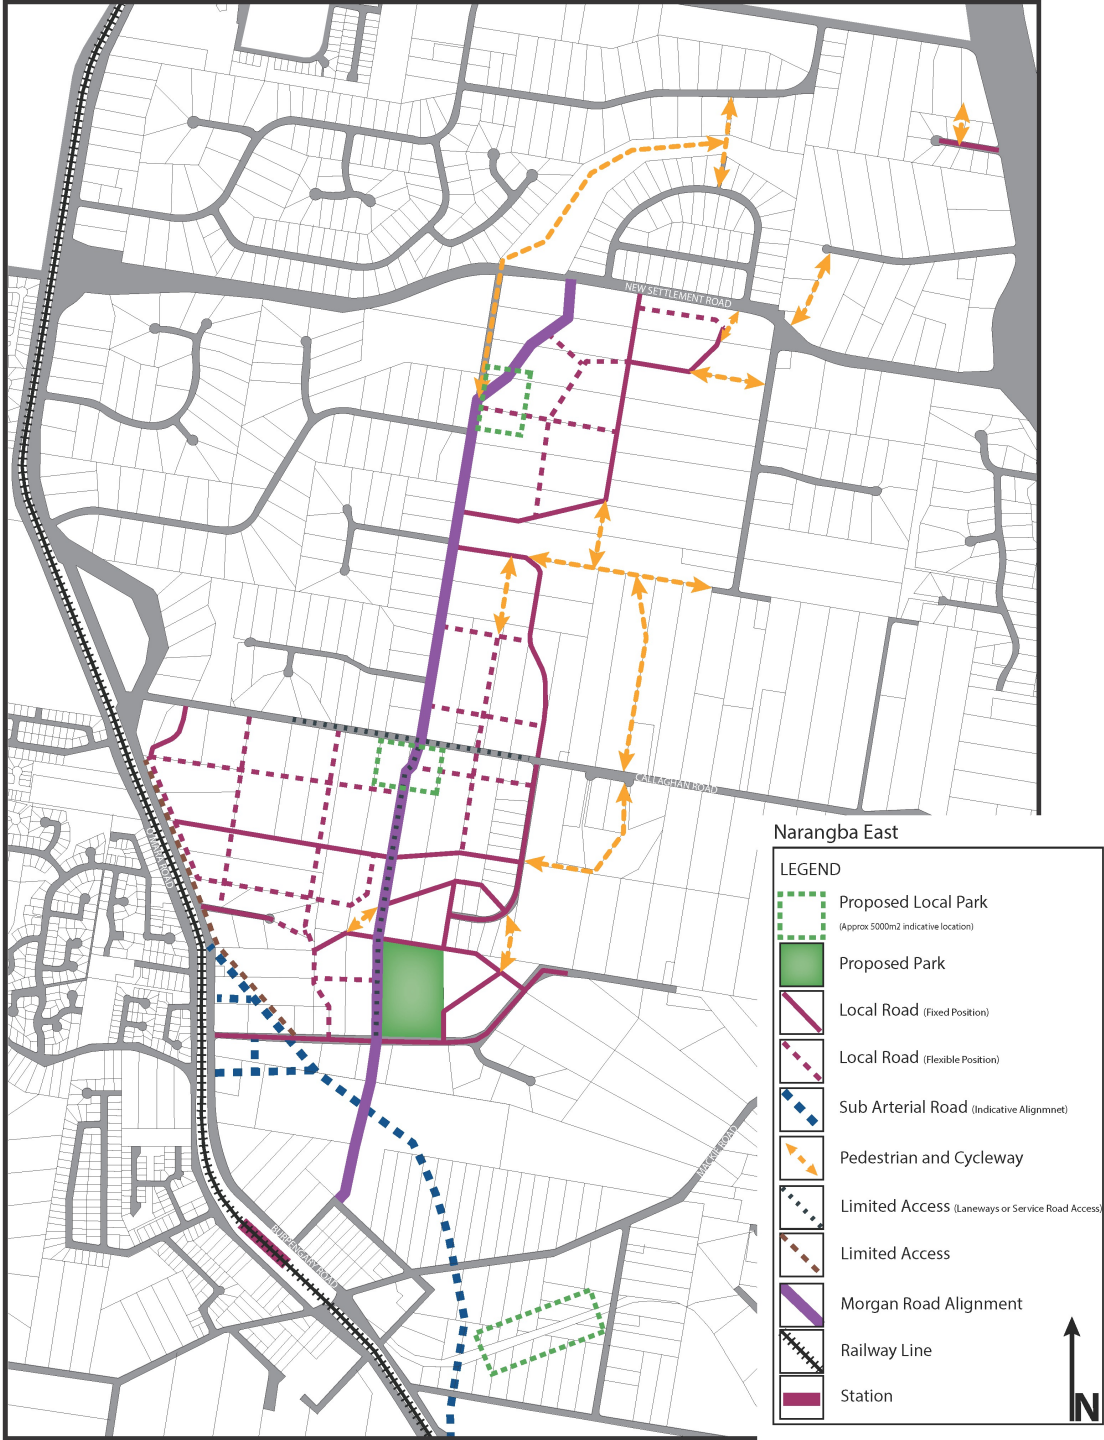 NEW SETTLEMENT ROAD
CALLAGHAN ROAD
OAKEY ROAD
MACKIE ROAD
BURPENGARY ROAD
Narangba East
LEGEND
Proposed Local Park
(Approx 5000m2 indicative location)
Proposed Park
Local Road (Fixed Position)
Local Road (Flexible Position)
Sub Arterial Road (Indicative Alignmnet)
Pedestrian and Cycleway
Limited Access (Laneways or Service Road Access)
Limited Access
Morgan Road Alignment
Railway Line
Station
N